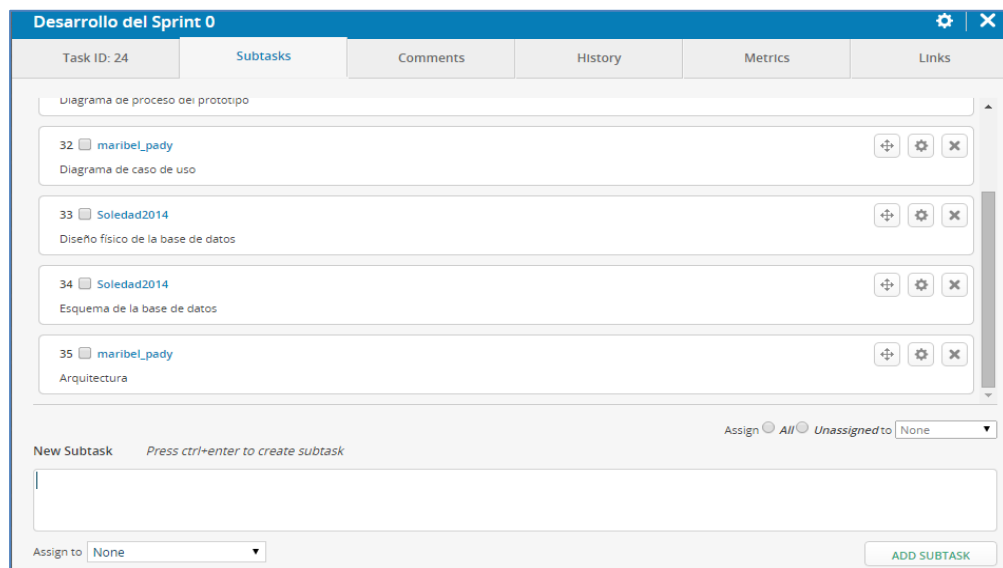 Desarrollo del Sprint 0
Task ID: 24 Subtasks Comments History Metrics Links
Diagrama de proceso del prototipo
32 maribel_pady
Diagrama de caso de uso
33 Soledad2014
Diseño físico de la base de datos
34 Soledad2014
Esquema de la base de datos
35 maribel_pady
Arquitectura
Assign All Unassigned to None
New Subtask Press ctrl+enter to create subtask
Assign to None
ADD SUBTASK